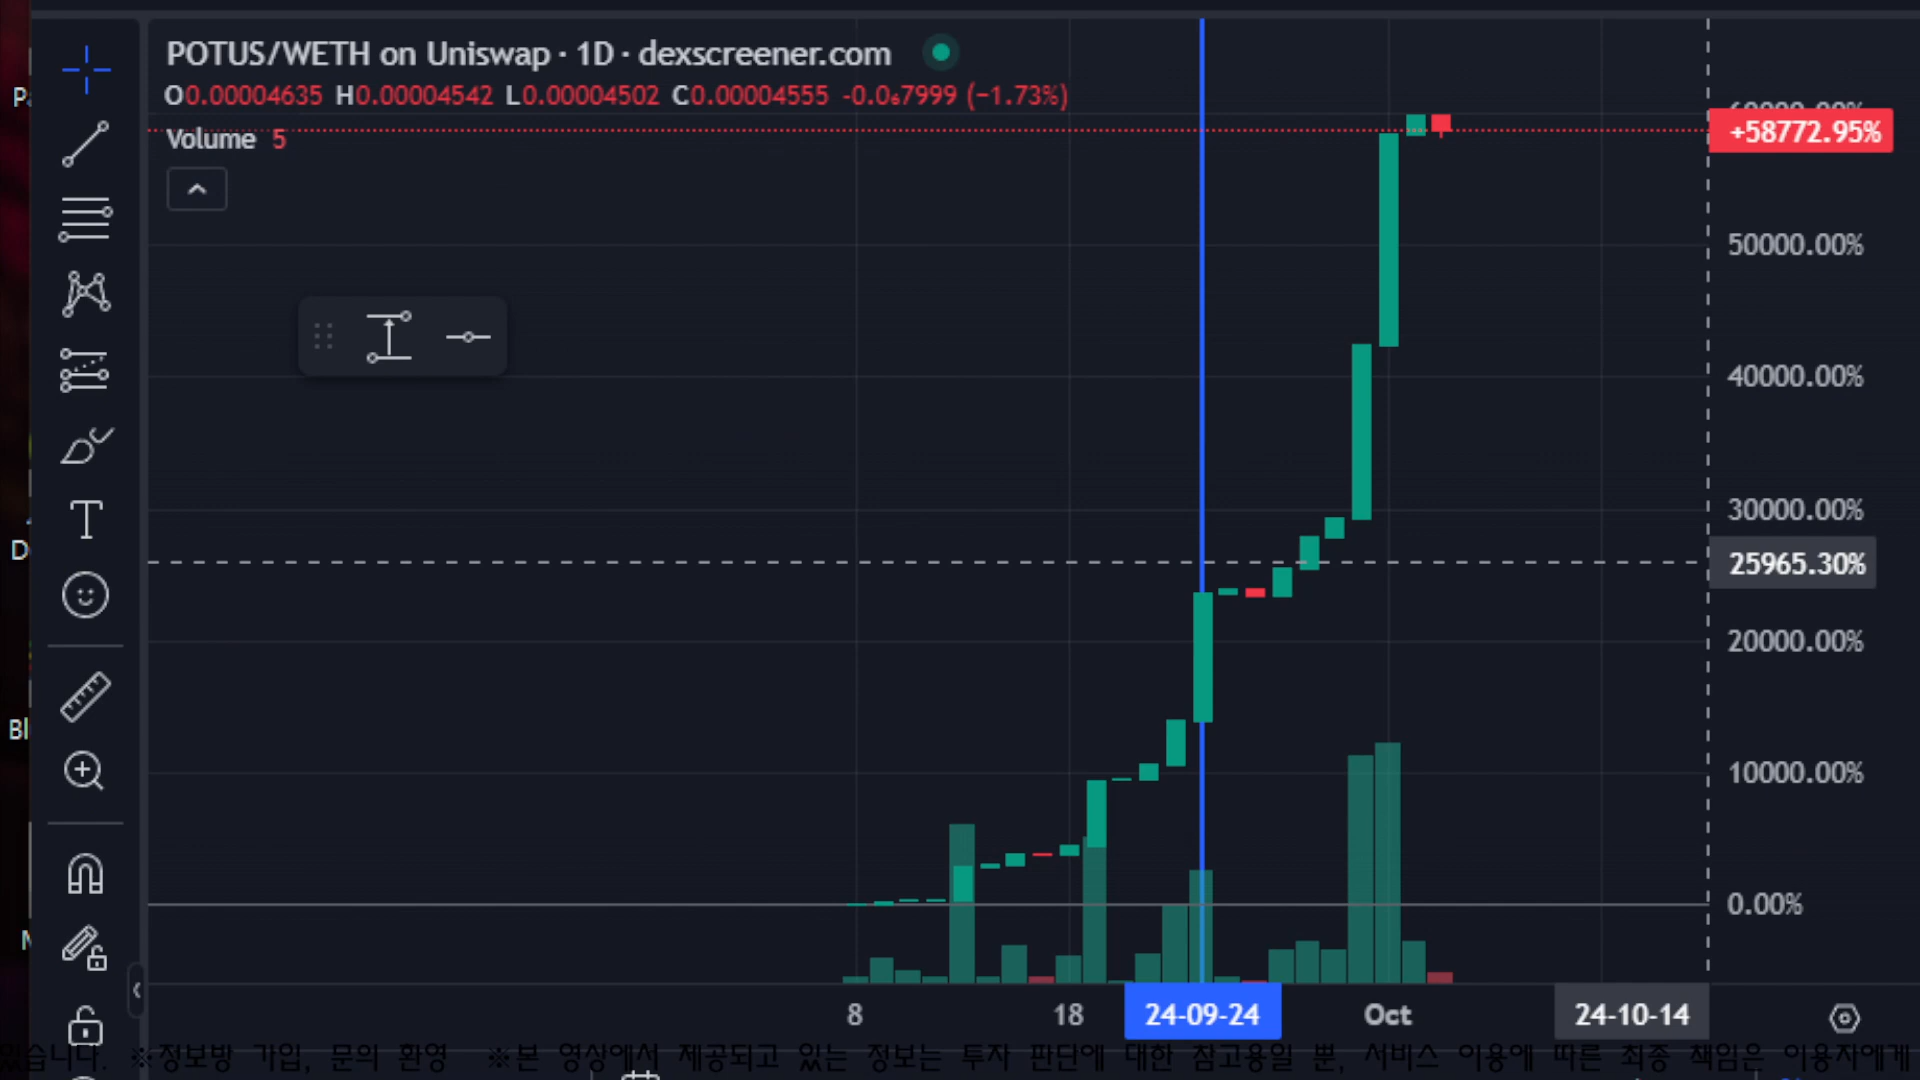 POTUS/WETH on Uniswap · 1D · dexscreener.com
O0.00004635 H0.00004542 L0.00004502 C0.00004555 -0.0₆7999 (−1.73%)
Volume 5
+58772.95%
50000.00%
40000.00%
30000.00%
25965.30%
20000.00%
10000.00%
0.00%
8 18 24-09-24 Oct 24-10-14
있습니다. ※정보방 가입, 문의 환영 ※본 영상에서 제공되고 있는 정보는 투자 판단에 대한 참고용일 뿐, 서비스 이용에 따른 최종 책임은 이용자에게